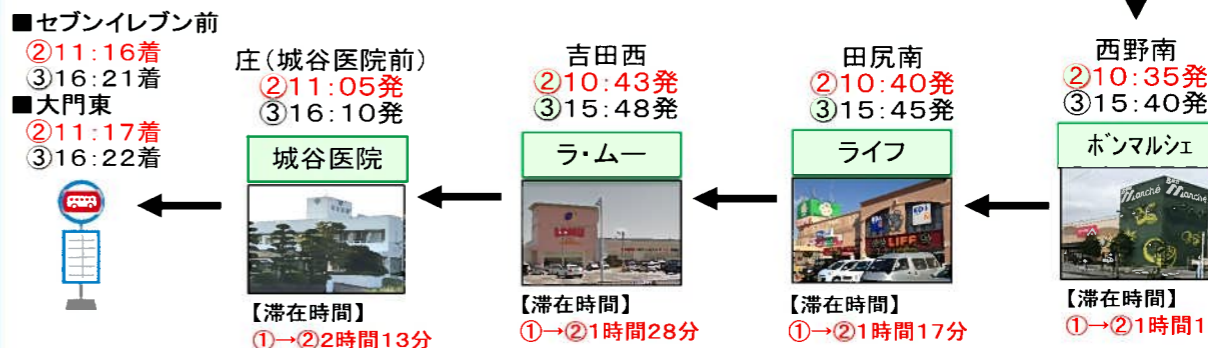 ■セブンイレブン前
②11:16着
③16:21着
■大門東
②11:17着
③16:22着
庄(城谷医院前)
②11:05発
③16:10発
城谷医院
【滞在時間】
①→②2時間13分
吉田西
②10:43発
③15:48発
ラ・ムー
LAMU
【滞在時間】
①→②1時間28分
田尻南
②10:40発
③15:45発
ライフ
LIFE
【滞在時間】
①→②1時間17分
西野南
②10:35発
③15:40発
ボンマルシェ
Marché
【滞在時間】
①→②1時間1